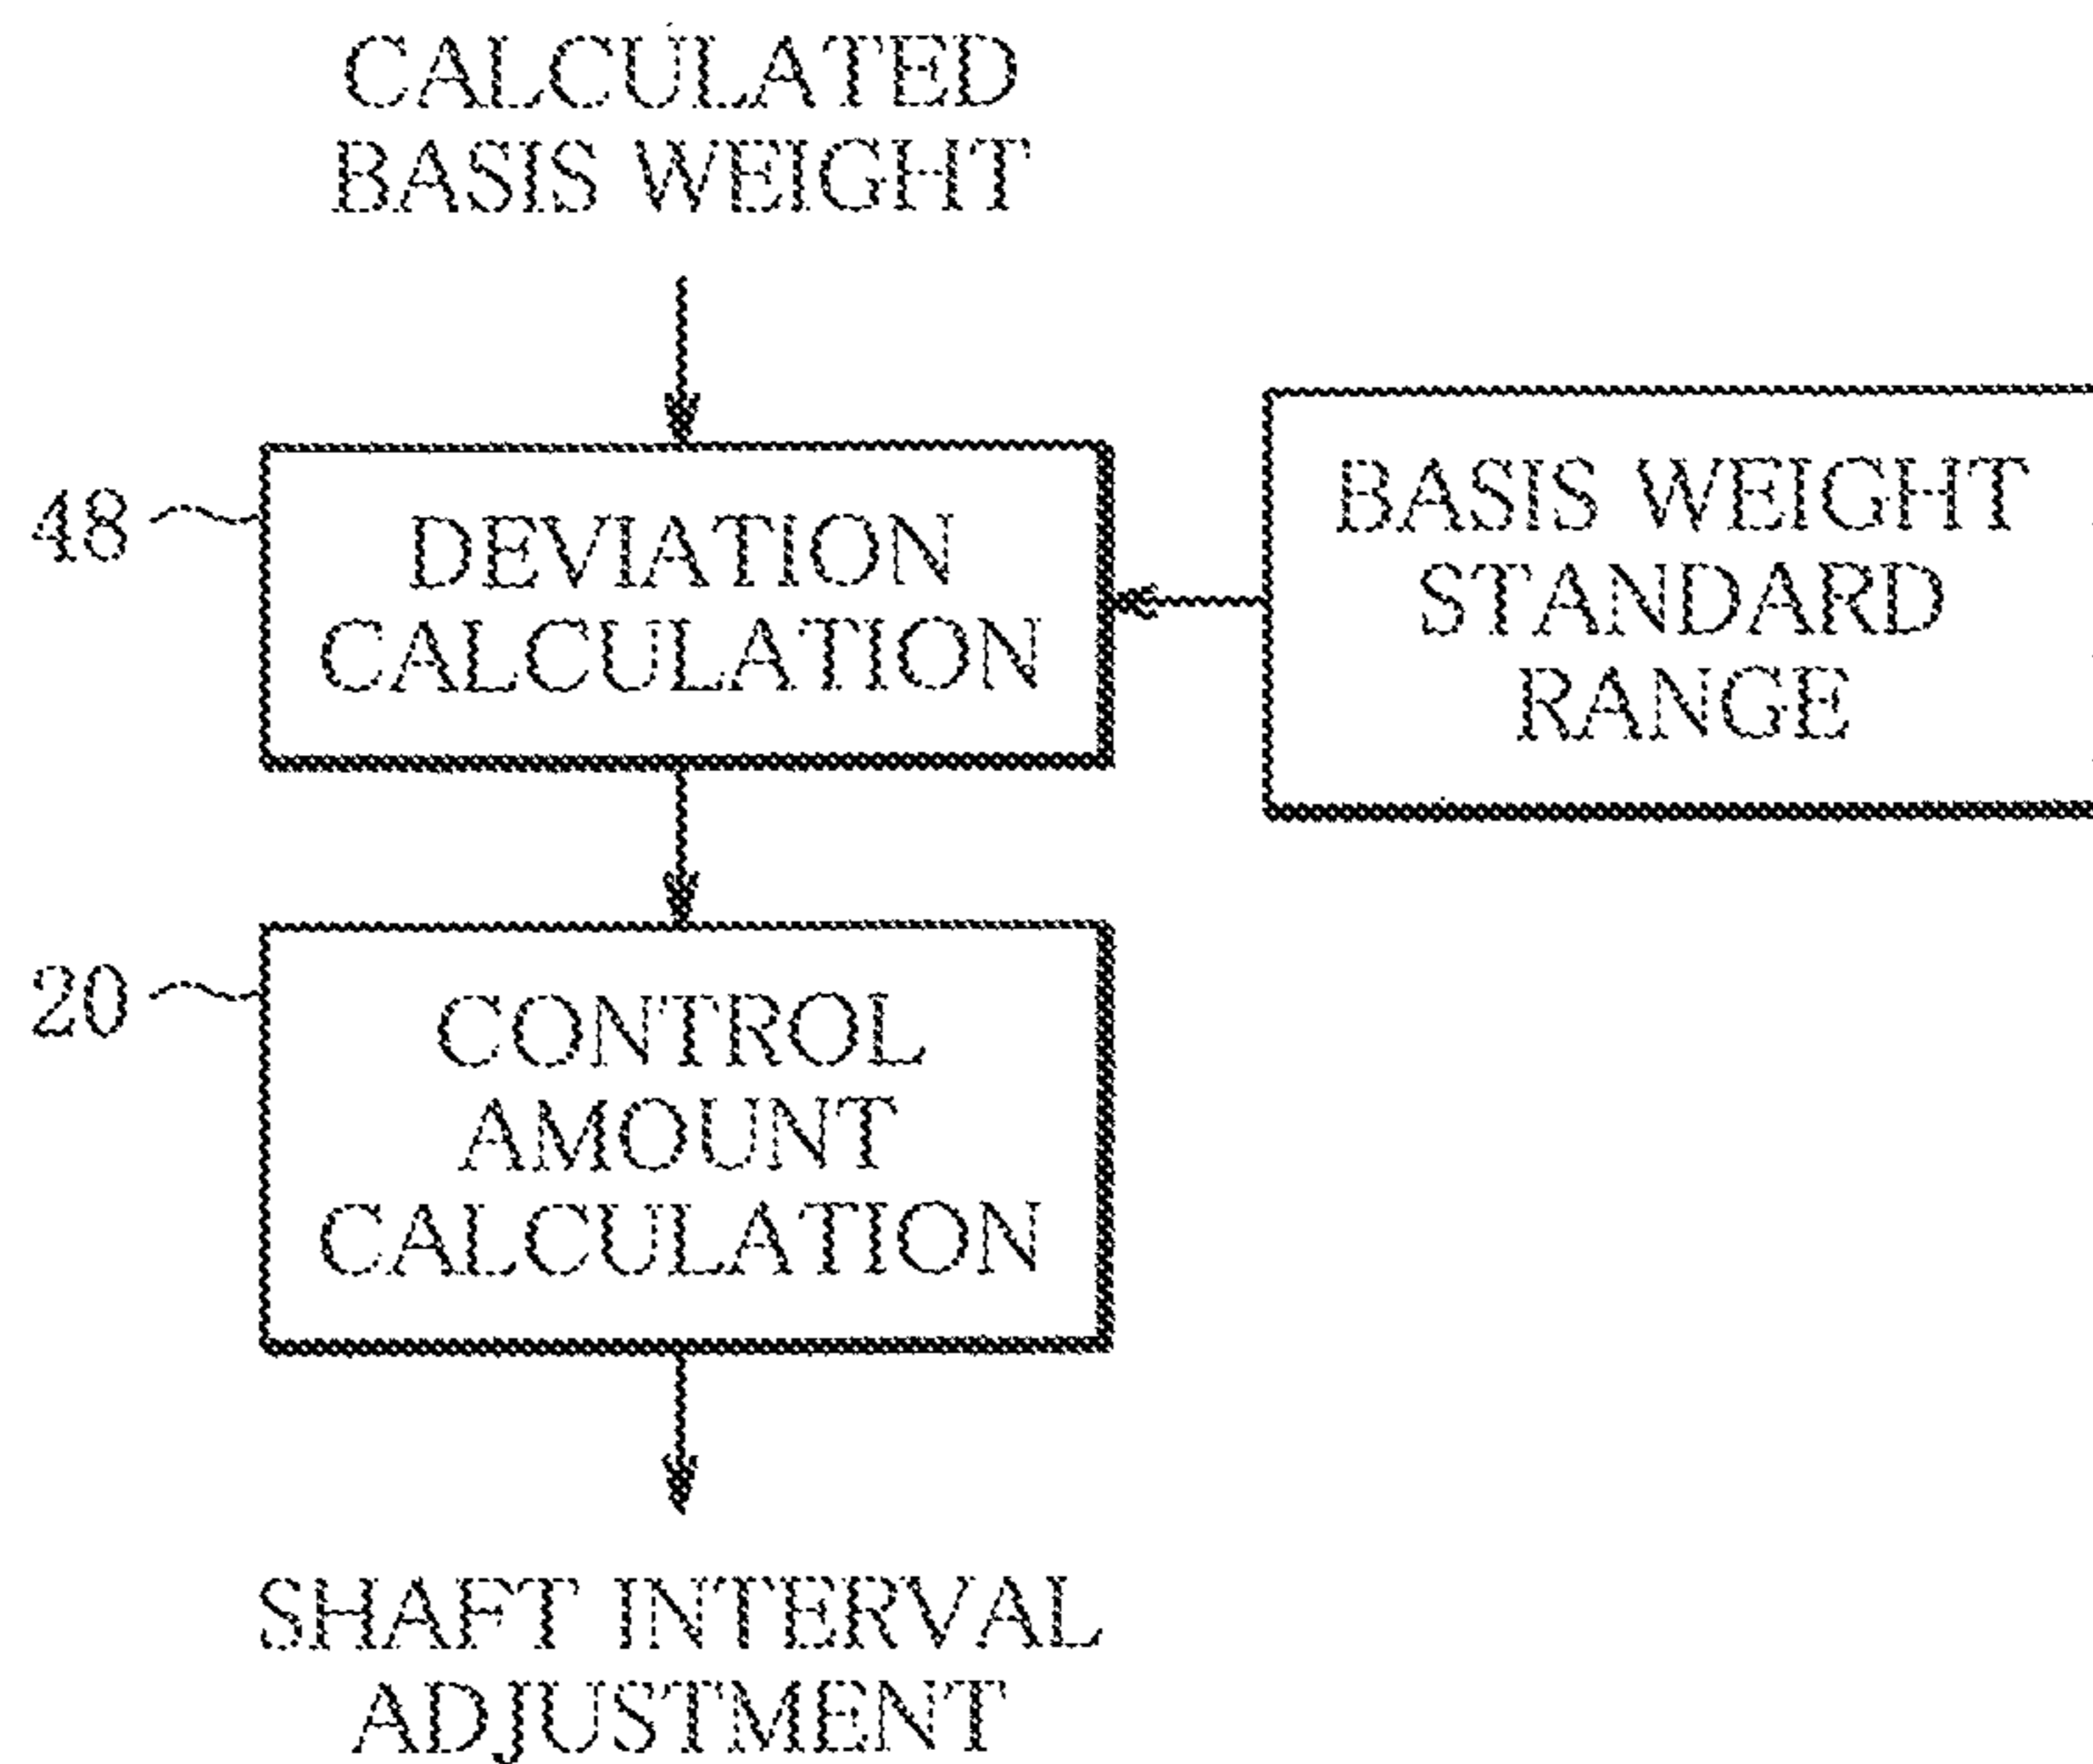 CALCULATED
BASIS WEIGHT
48
DEVIATION
CALCULATION
BASIS WEIGHT
STANDARD
RANGE
20
CONTROL
AMOUNT
CALCULATION
SHAFT INTERVAL
ADJUSTMENT